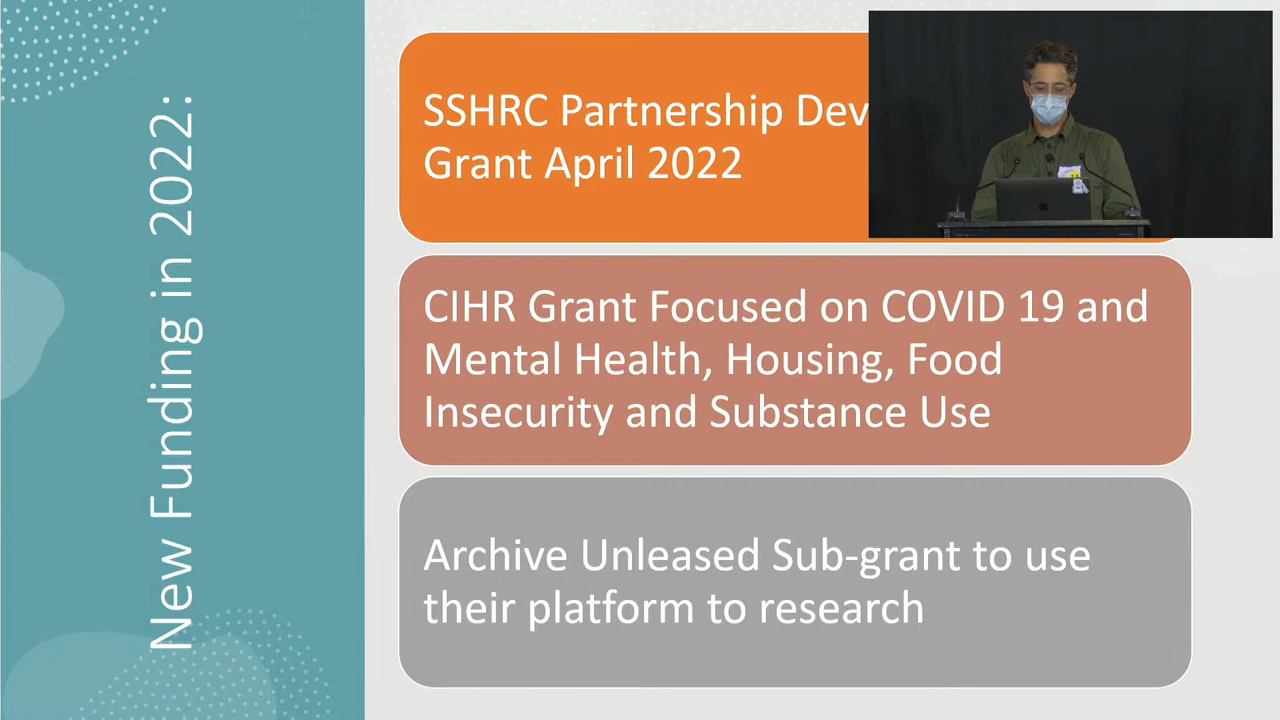 New Funding in 2022:
SSHRC Partnership Dev
Grant April 2022
CIHR Grant Focused on COVID 19 and
Mental Health, Housing, Food
Insecurity and Substance Use
Archive Unleased Sub-grant to use
their platform to research